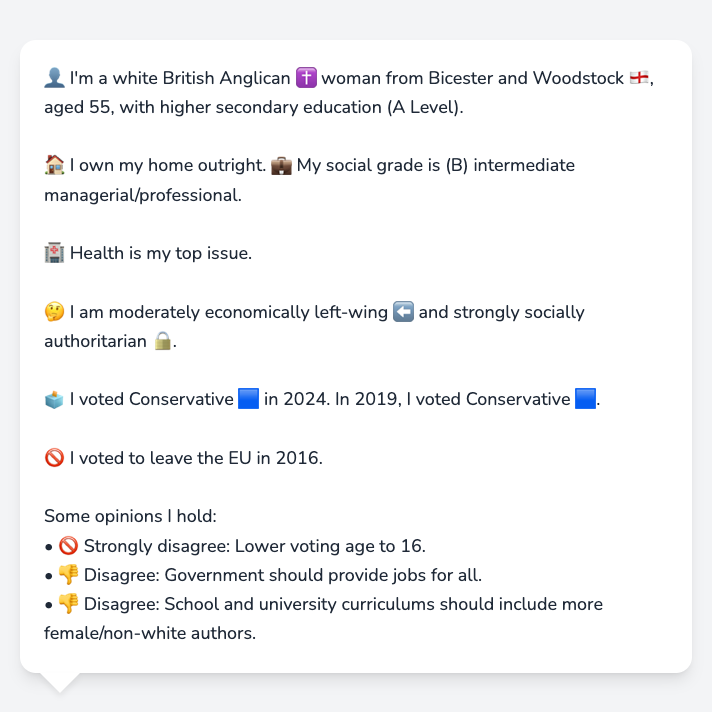 👤 I'm a white British Anglican ✝️ woman from Bicester and Woodstock 🏴󠁧󠁢󠁥󠁮󠁧󠁿,
aged 55, with higher secondary education (A Level).
🏠 I own my home outright. 💼 My social grade is (B) intermediate
managerial/professional.
🏥 Health is my top issue.
🤔 I am moderately economically left-wing ⬅️ and strongly socially
authoritarian 🔒.
🗳️ I voted Conservative 🟦 in 2024. In 2019, I voted Conservative 🟦.
🚫 I voted to leave the EU in 2016.
Some opinions I hold:
• 🚫 Strongly disagree: Lower voting age to 16.
• 👎 Disagree: Government should provide jobs for all.
• 👎 Disagree: School and university curriculums should include more
female/non-white authors.